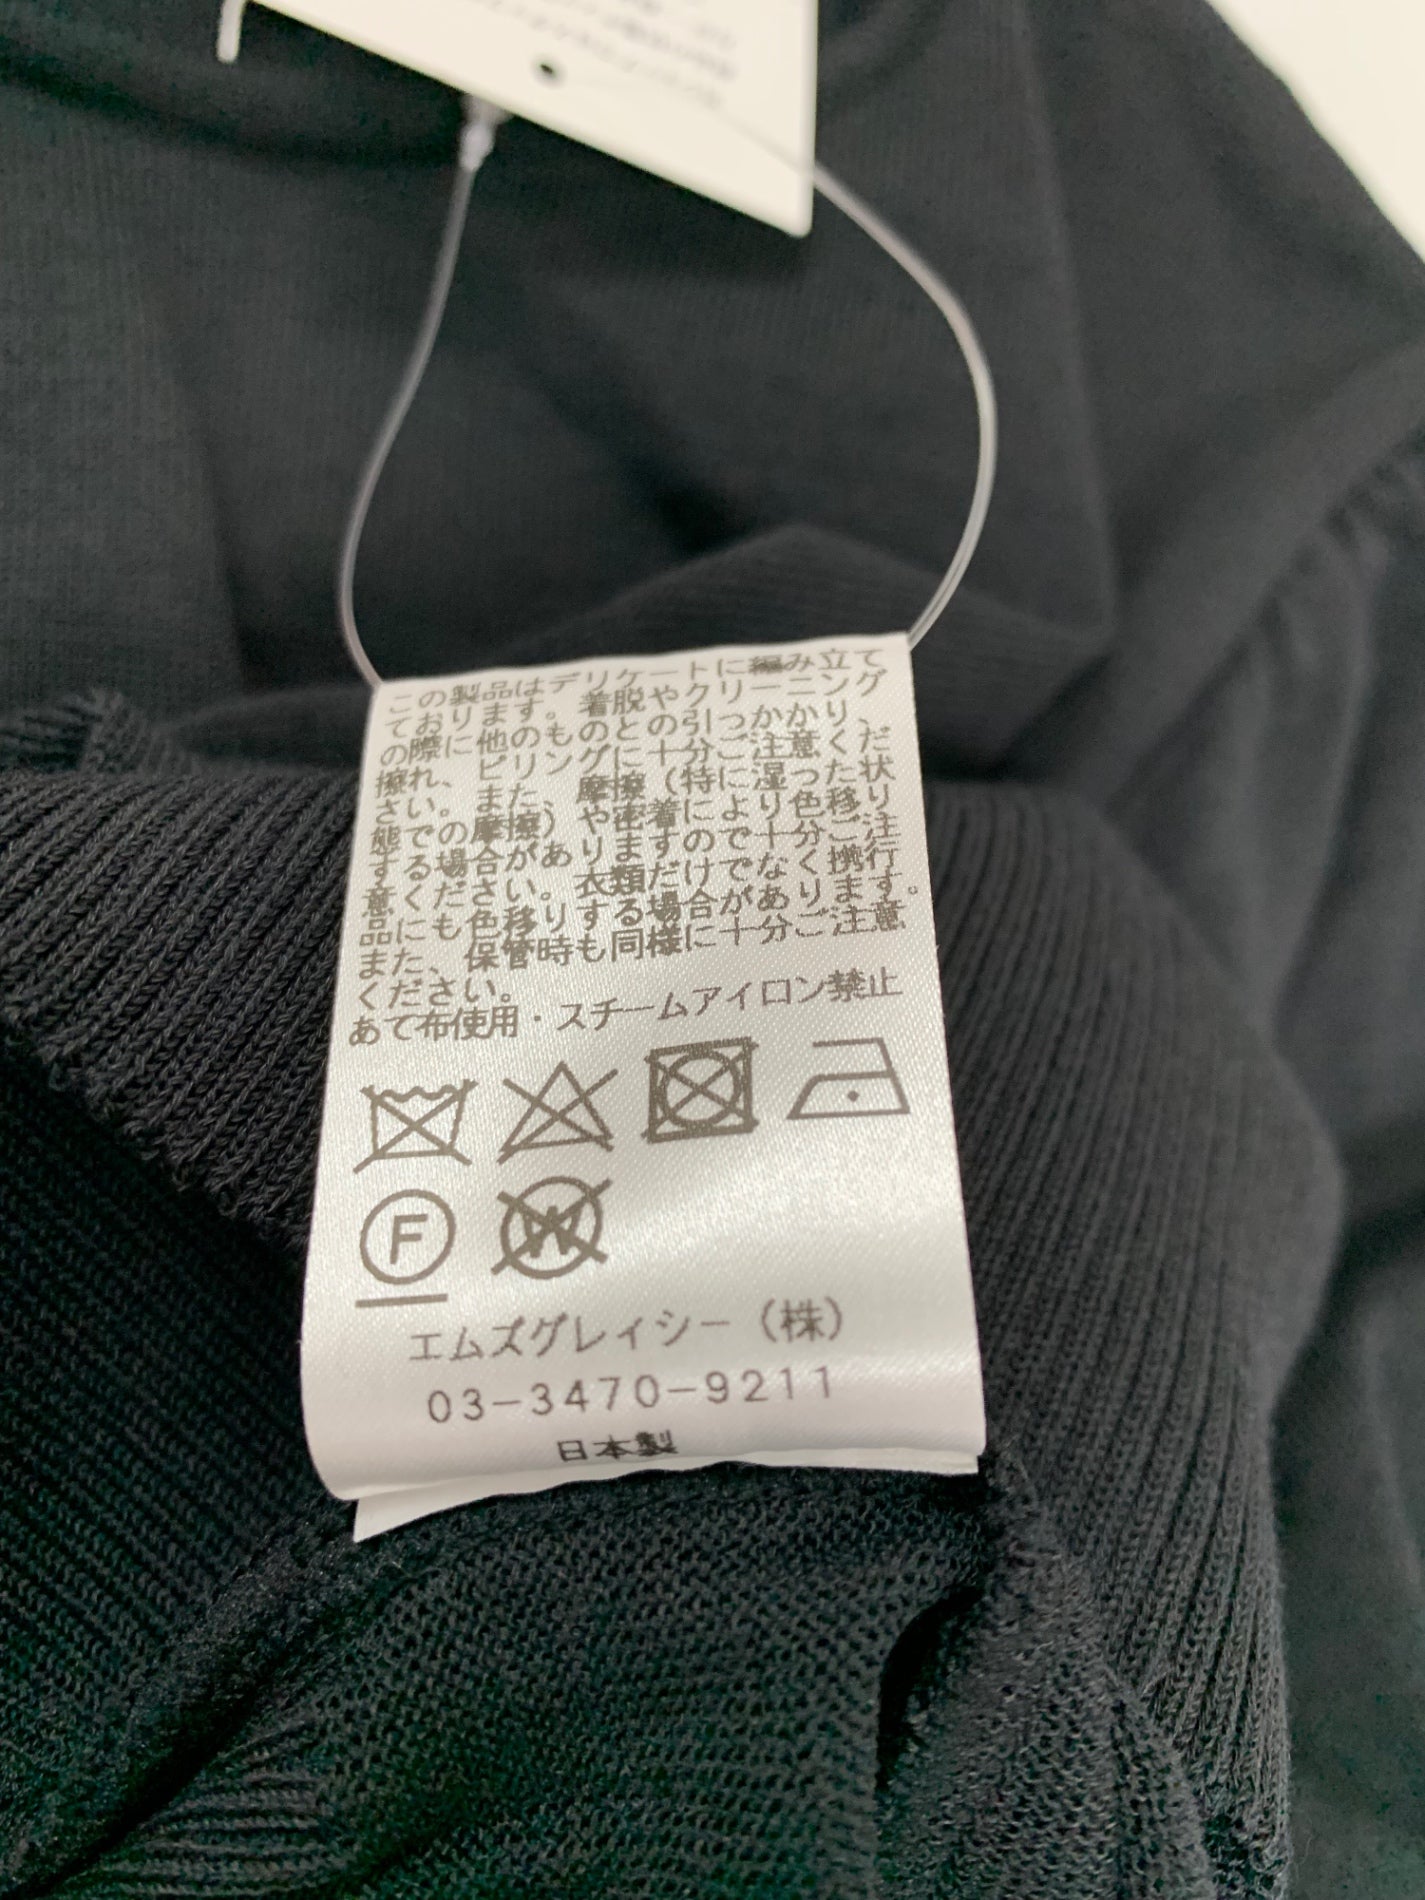 この製品はデリケートに編み立て
ております。着脱やクリーニング
の際に他のものとの引っかかり、
擦れ、ピリングに十分ご注意くだ
さい。また、摩擦（特に湿った状
態での摩擦）や密着により色移り
する場合がありますので十分ご注
意ください。衣類だけでなく携行
品にも色移りする場合があります。
また、保管時も同様に十分ご注意
ください。
あて布使用・スチームアイロン禁止
F W
エムズグレイシー（株）
03-3470-9211
日本製